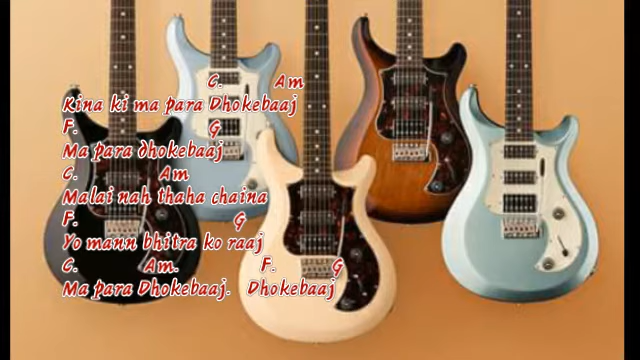 C. Am
Kina ki ma para Dhokebaaj
F. G
Ma para dhokebaaj
C. Am
Malai nah thaha chaina
F. G
Yo mann bhitra ko raaj
C. Am. F. G
Ma para Dhokebaaj. Dhokebaaj